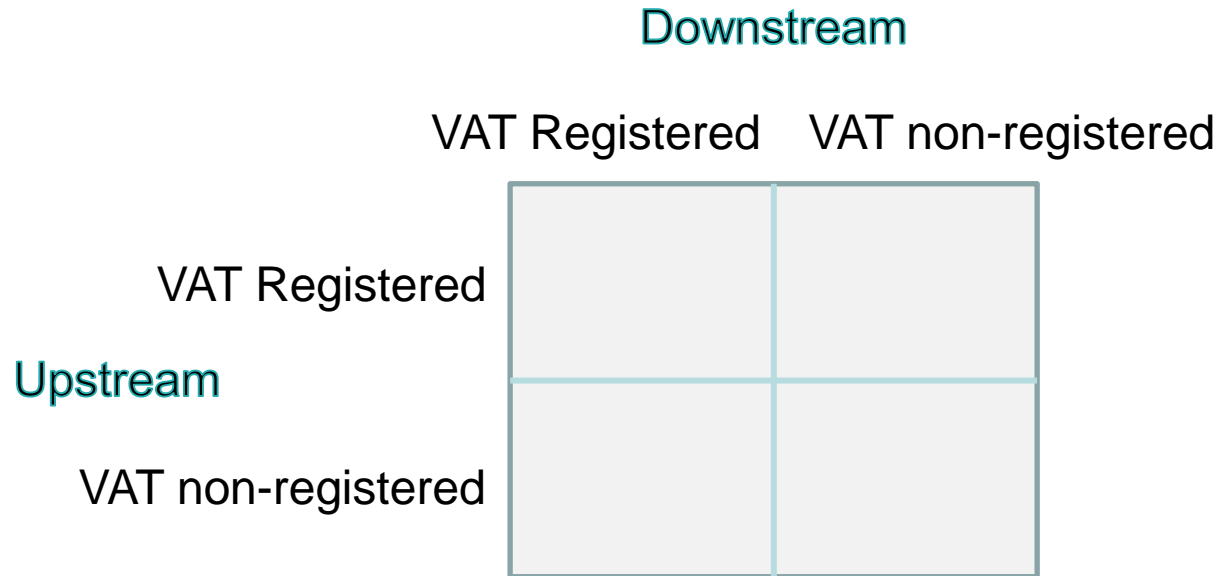 Downstream
VAT Registered VAT non-registered
VAT Registered
Upstream
VAT non-registered